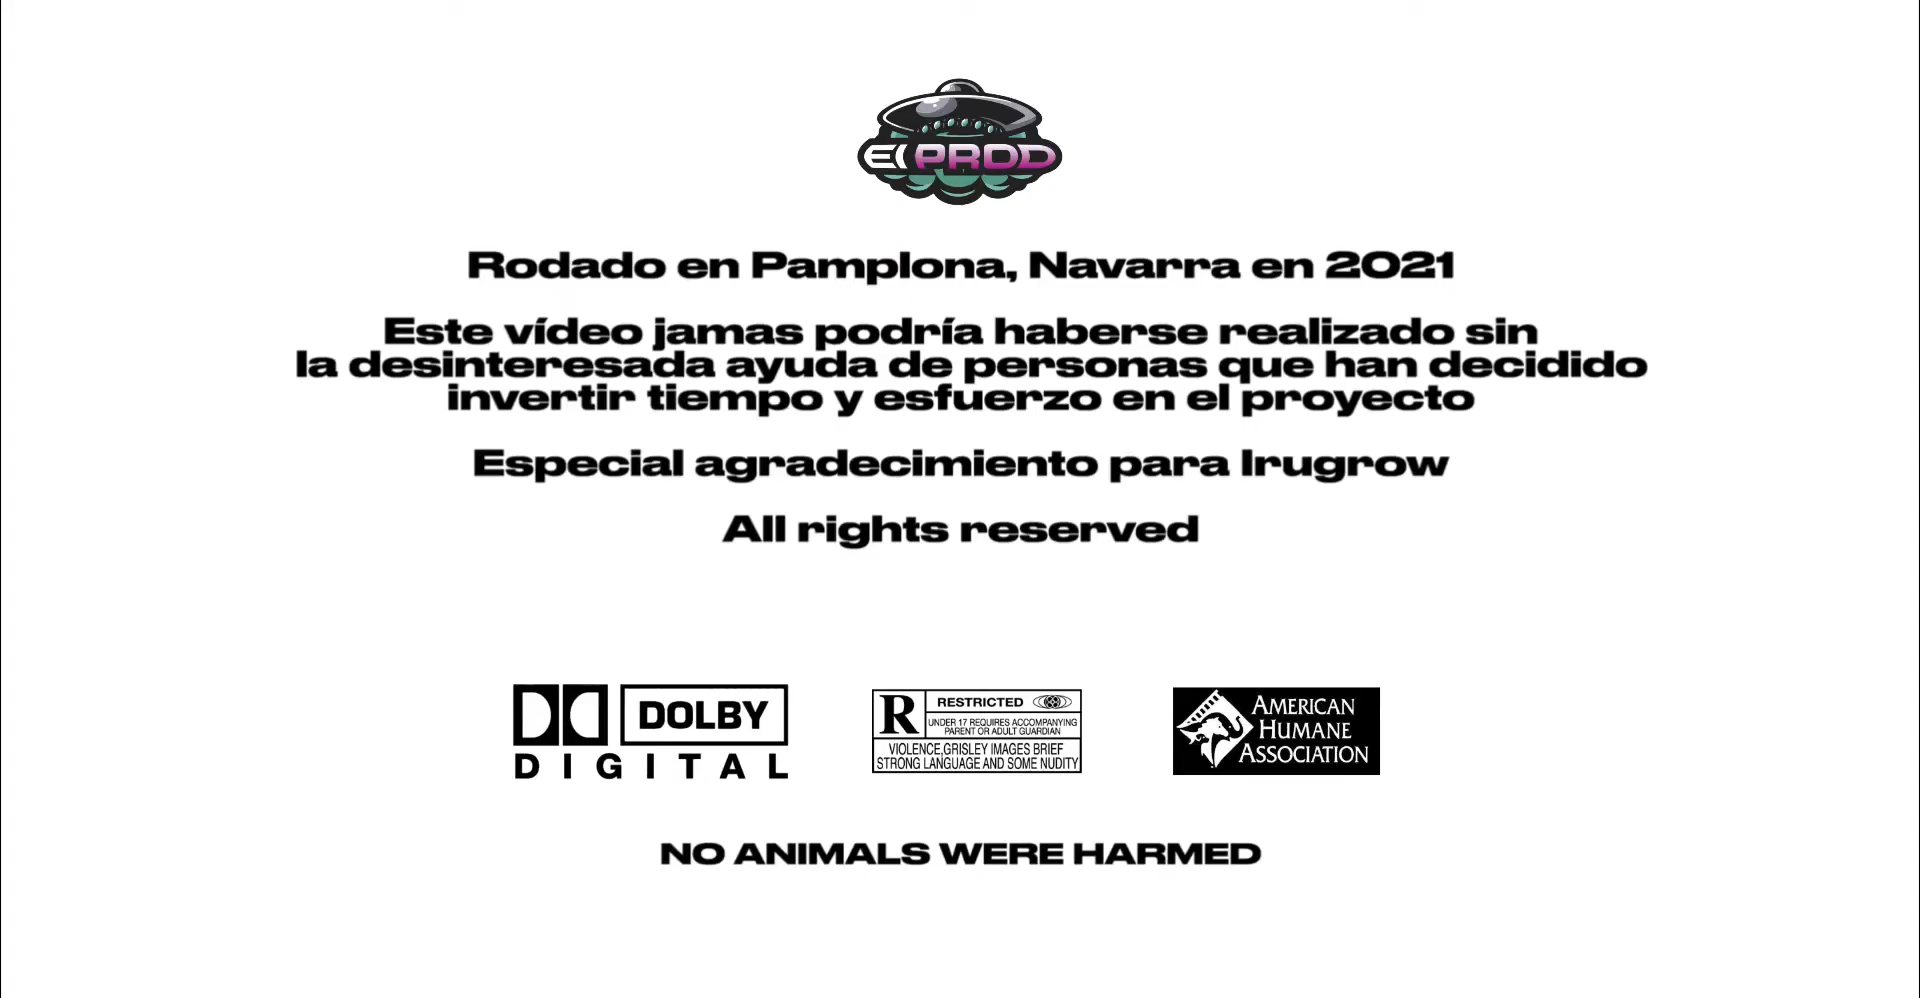 El PROD
Rodado en Pamplona, Navarra en 2021
Este vídeo jamas podría haberse realizado sin
la desinteresada ayuda de personas que han decidido
invertir tiempo y esfuerzo en el proyecto
Especial agradecimiento para Irugrow
All rights reserved
DOLBY
DIGITAL
R RESTRICTED
UNDER 17 REQUIRES ACCOMPANYING
PARENT OR ADULT GUARDIAN
VIOLENCE,GRISLEY IMAGES BRIEF
STRONG LANGUAGE AND SOME NUDITY
AMERICAN
HUMANE
ASSOCIATION
NO ANIMALS WERE HARMED